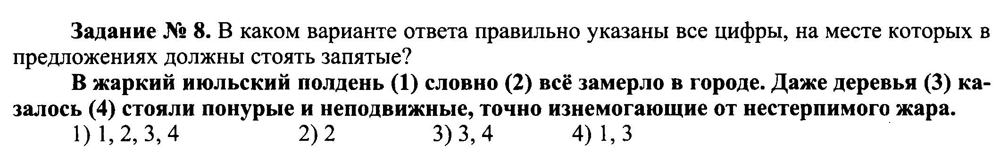 Задание № 8. В каком варианте ответа правильно указаны все цифры, на месте которых в
предложениях должны стоять запятые?
В жаркий июльский полдень (1) словно (2) всё замерло в городе. Даже деревья (3) ка-
залось (4) стояли понурые и неподвижные, точно изнемогающие от нестерпимого жара.
1) 1, 2, 3, 4 2) 2 3) 3, 4 4) 1, 3